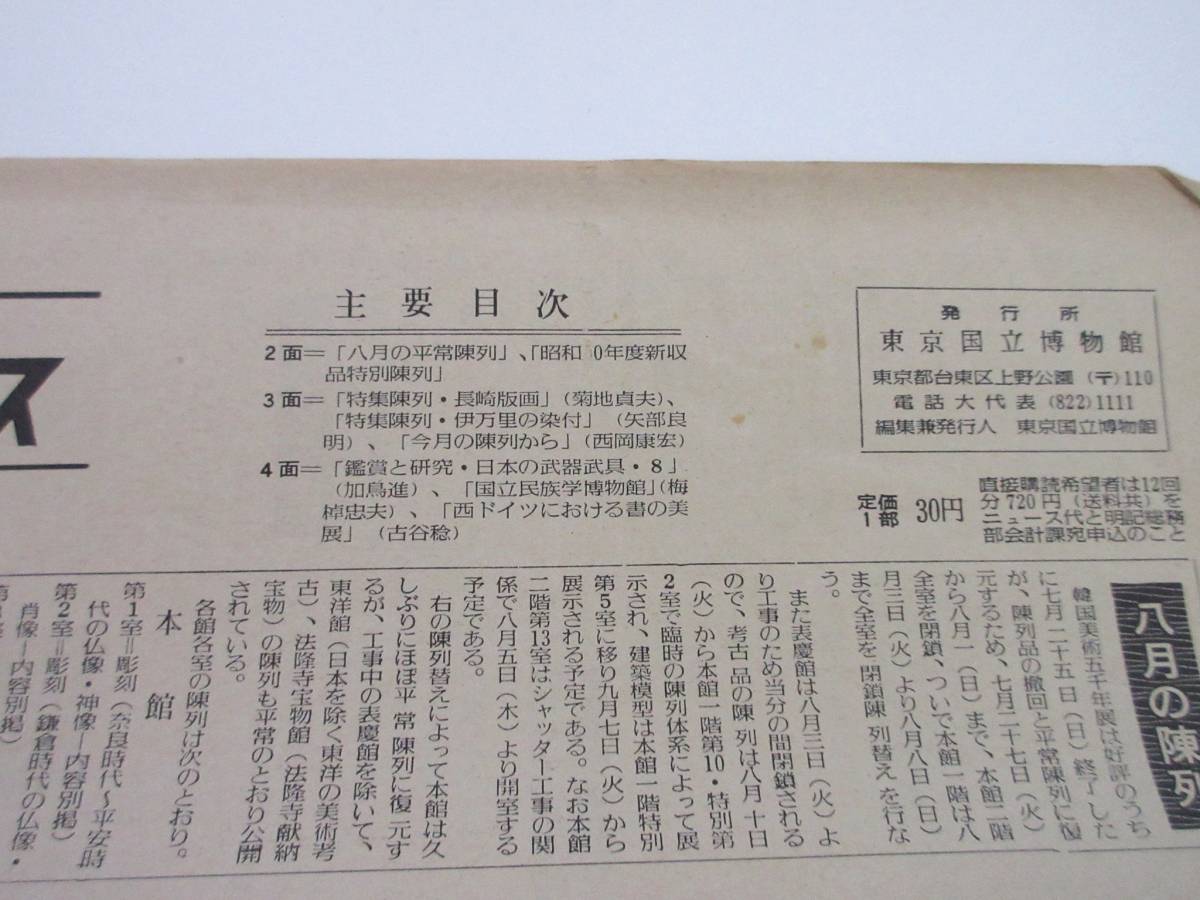 ス
主要目次
2面=「八月の平常陳列」、「昭和 0年度新収
品特別陳列」
3面=「特集陳列・長崎版画」(菊地貞夫)、
「特集陳列・伊万里の染付」(矢部良
明)、「今月の陳列から」(西岡康宏)
4面=「鑑賞と研究・日本の武器武具・8」
(加島進)、「国立民族学博物館」(梅
棹忠夫)、「西ドイツにおける書の美
展」(古谷稔)
発行所
東京国立博物館
東京都台東区上野公園(〒)110
電話大代表(822)1111
編集兼発行人 東京国立博物館
定価
1部
30円
直接購読希望者は12回
分720円(送料共)を
ニュース代と明記総務
部会計課宛申込のこと
八月の陳列
韓国美術五千年展は好評のうち
に七月二十五日(日)終了した
が、陳列品の撤回と平常陳列に復
元するため、七月二十七日(火)
から八月一(日)まで、本館二階
全室を閉鎖、ついで本館一階は八
月三日(火)より八月八日(日)
まで全室を閉鎖陳列替えを行な
う。
また表慶館は八月三日(火)よ
り工事のため当分の間閉鎖される
ので、考古品の陳列は八月十日
(火)から本館一階第10・特別第
2室で臨時の陳列体系によって展
示され、建築模型は本館一階特別
第5室に移り九月七日(火)から
展示される予定である。なお本館
二階第13室はシャッター工事の関
係で八月五日(木)より開室する
予定である。
右の陳列替えによって本館は久
しぶりにほぼ平常陳列に復元す
るが、工事中の表慶館を除いて、
東洋館(日本を除く東洋の美術考
古)、法隆寺宝物館(法隆寺献納
宝物)の陳列も平常のとおり公開
されている。
各館各室の陳列は次のとおり。
本館
第1室=彫刻(奈良時代〜平安時
代の仏像・神像―内容別掲)
第2室=彫刻(鎌倉時代の仏像・
肖像―内容別掲)